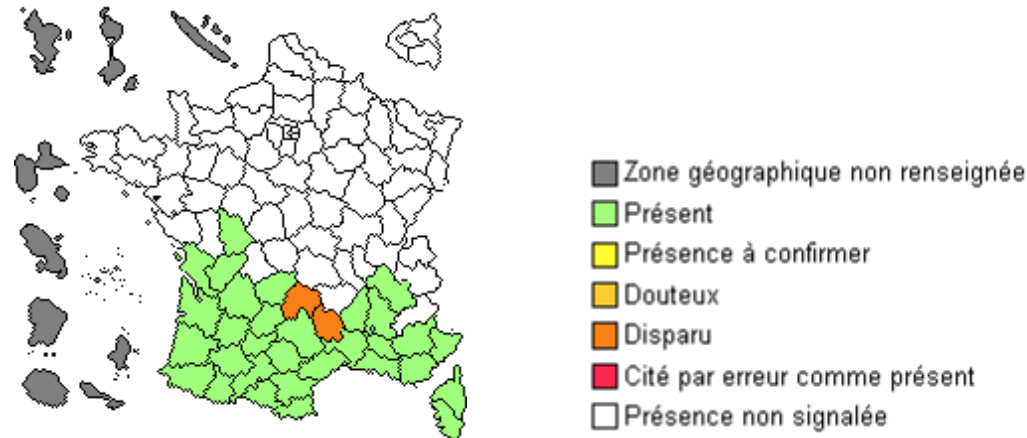 Zone géographique non renseignée
Présent
Présence à confirmer
Douteux
Disparu
Cité par erreur comme présent
Présence non signalée